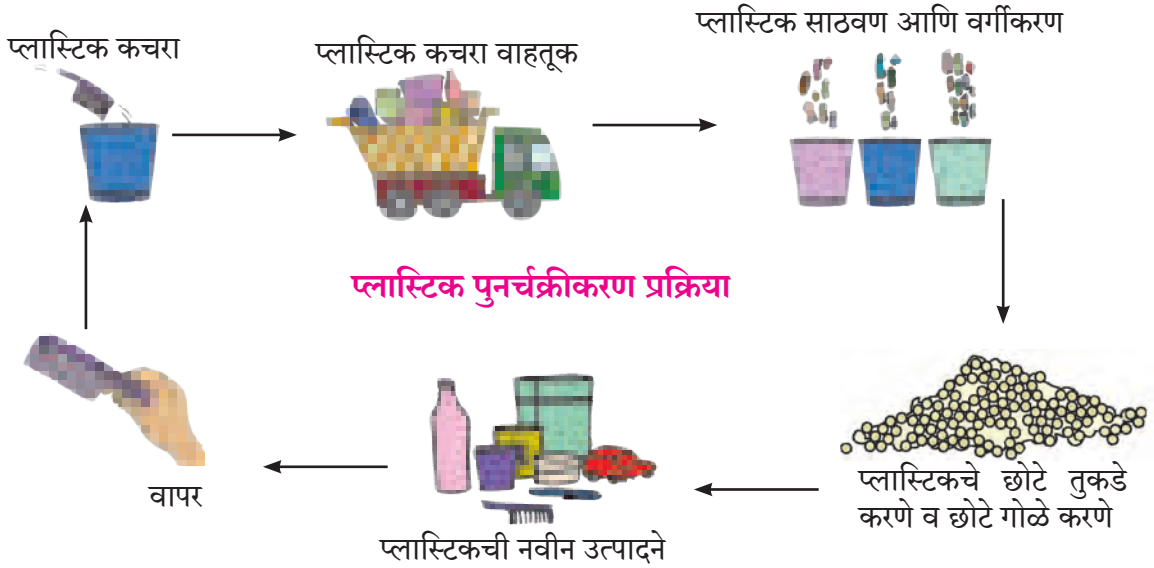 प्लास्टिक कचरा
प्लास्टिक कचरा वाहतूक
प्लास्टिक साठवण आणि वर्गीकरण
प्लास्टिक पुनर्चक्रीकरण प्रक्रिया
प्लास्टिकचे छोटे तुकडे
करणे व छोटे गोळे करणे
प्लास्टिकची नवीन उत्पादने
वापर